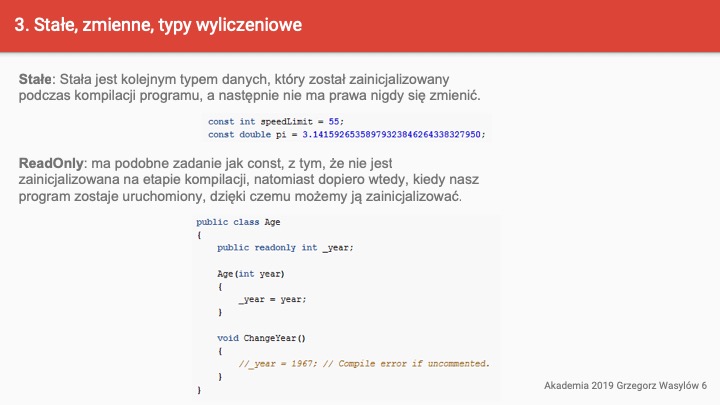 3. Stałe, zmienne, typy wyliczeniowe
Stałe: Stała jest kolejnym typem danych, który został zainicjalizowany
podczas kompilacji programu, a następnie nie ma prawa nigdy się zmienić.
const int speedLimit = 55;
const double pi = 3.14159265358979323846264338327950;
ReadOnly: ma podobne zadanie jak const, z tym, że nie jest
zainicjalizowana na etapie kompilacji, natomiast dopiero wtedy, kiedy nasz
program zostaje uruchomiony, dzięki czemu możemy ją zainicjalizować.
public class Age
{
public readonly int _year;
Age(int year)
{
_year = year;
}
void ChangeYear()
{
//_year = 1967; // Compile error if uncommented.
}
}
Akademia 2019 Grzegorz Wasylów 6